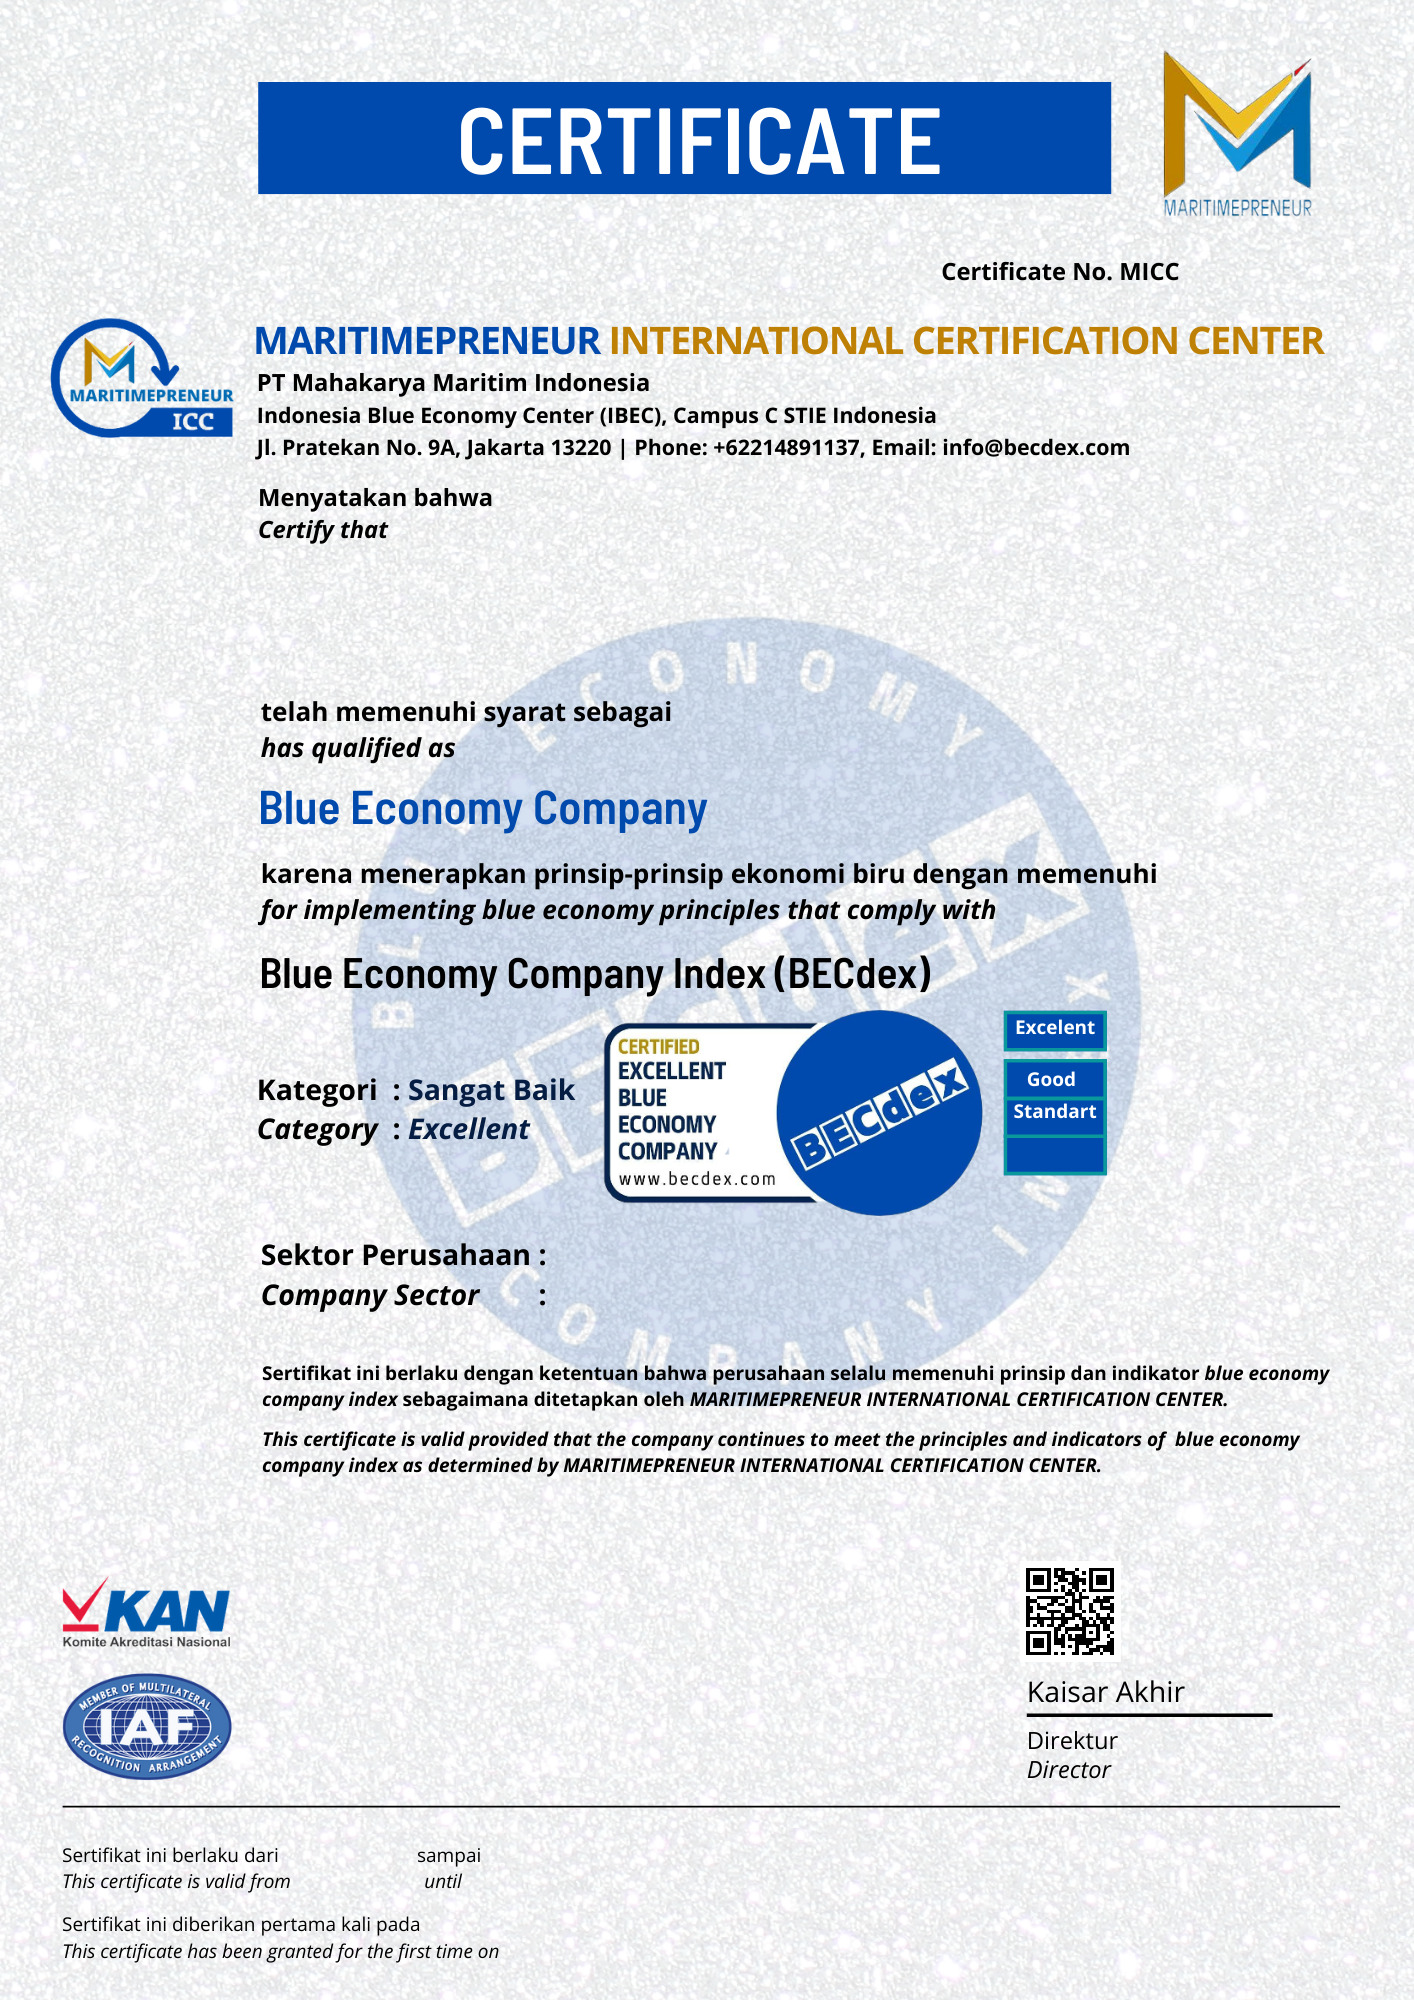 CERTIFICATE
MARITIMEPRENEUR
Certificate No. MICC
MARITIMEPRENEUR
ICC
MARITIMEPRENEUR INTERNATIONAL CERTIFICATION CENTER
PT Mahakarya Maritim Indonesia
Indonesia Blue Economy Center (IBEC), Campus C STIE Indonesia
Jl. Pratekan No. 9A, Jakarta 13220 | Phone: +62214891137, Email: info@becdex.com
Menyatakan bahwa
Certify that
BLUE ECONOMY COMPANY INDEX
BECdex
telah memenuhi syarat sebagai
has qualified as
Blue Economy Company
karena menerapkan prinsip-prinsip ekonomi biru dengan memenuhi
for implementing blue economy principles that comply with
Blue Economy Company Index (BECdex)
Kategori : Sangat Baik
Category : Excellent
CERTIFIED
EXCELLENT
BLUE
ECONOMY
COMPANY
www.becdex.com
BECdex
Excelent
Good
Standart
Sektor Perusahaan :
Company Sector :
Sertifikat ini berlaku dengan ketentuan bahwa perusahaan selalu memenuhi prinsip dan indikator blue economy
company index sebagaimana ditetapkan oleh MARITIMEPRENEUR INTERNATIONAL CERTIFICATION CENTER.
This certificate is valid provided that the company continues to meet the principles and indicators of blue economy
company index as determined by MARITIMEPRENEUR INTERNATIONAL CERTIFICATION CENTER.
KAN
Komite Akreditasi Nasional
MEMBER OF MULTILATERAL
IAF
RECOGNITION ARRANGEMENT
Kaisar Akhir
Direktur
Director
Sertifikat ini berlaku dari sampai
This certificate is valid from until
Sertifikat ini diberikan pertama kali pada
This certificate has been granted for the first time on